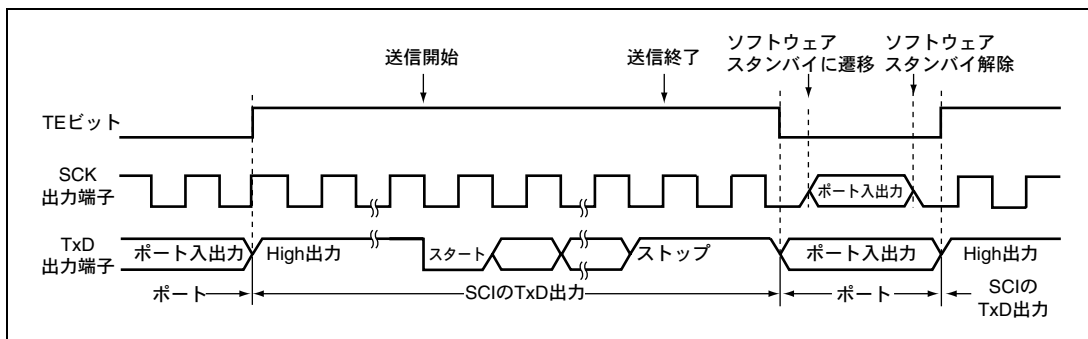 送信開始
送信終了
ソフトウェア
スタンバイに遷移
ソフトウェア
スタンバイ解除
TEビット
SCK
出力端子
ポート入出力
TxD
出力端子
ポート入出力
High出力
スタート
ストップ
ポート入出力
High出力
ポート
SCIのTxD出力
ポート
SCIの
TxD出力